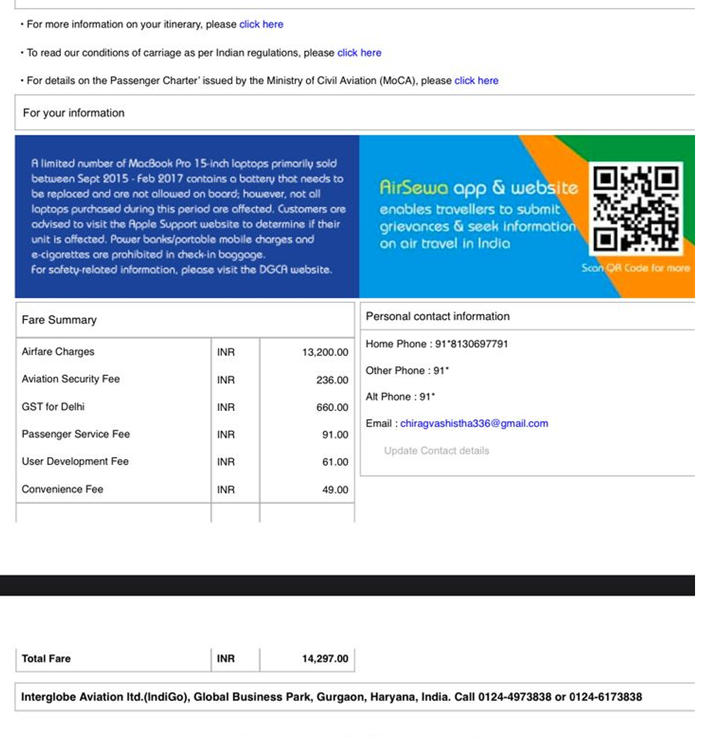 • For more information on your itinerary, please click here
• To read our conditions of carriage as per Indian regulations, please click here
• For details on the Passenger Charter' issued by the Ministry of Civil Aviation (MoCA), please click here
For your information
A limited number of MacBook Pro 15-inch laptops primarily sold
between Sept 2015 - Feb 2017 contains a battery that needs to
be replaced and are not allowed on board; however, not all
laptops purchased during this period are affected. Customers are
advised to visit the Apple Support website to determine if their
unit is affected. Power banks/portable mobile charges and
e-cigarettes are prohibited in check-in baggage.
For safety-related information, please visit the DGCA website.
AirSewa app & website
enables travellers to submit
grievances & seek information
on air travel in India
Scan QR Code for more
Fare Summary
Airfare Charges INR 13,200.00
Aviation Security Fee INR 236.00
GST for Delhi INR 660.00
Passenger Service Fee INR 91.00
User Development Fee INR 61.00
Convenience Fee INR 49.00
Personal contact information
Home Phone : 91*8130697791
Other Phone : 91*
Alt Phone : 91*
Email : chiragvashistha336@gmail.com
Update Contact details
Total Fare INR 14,297.00
Interglobe Aviation ltd.(IndiGo), Global Business Park, Gurgaon, Haryana, India. Call 0124-4973838 or 0124-6173838